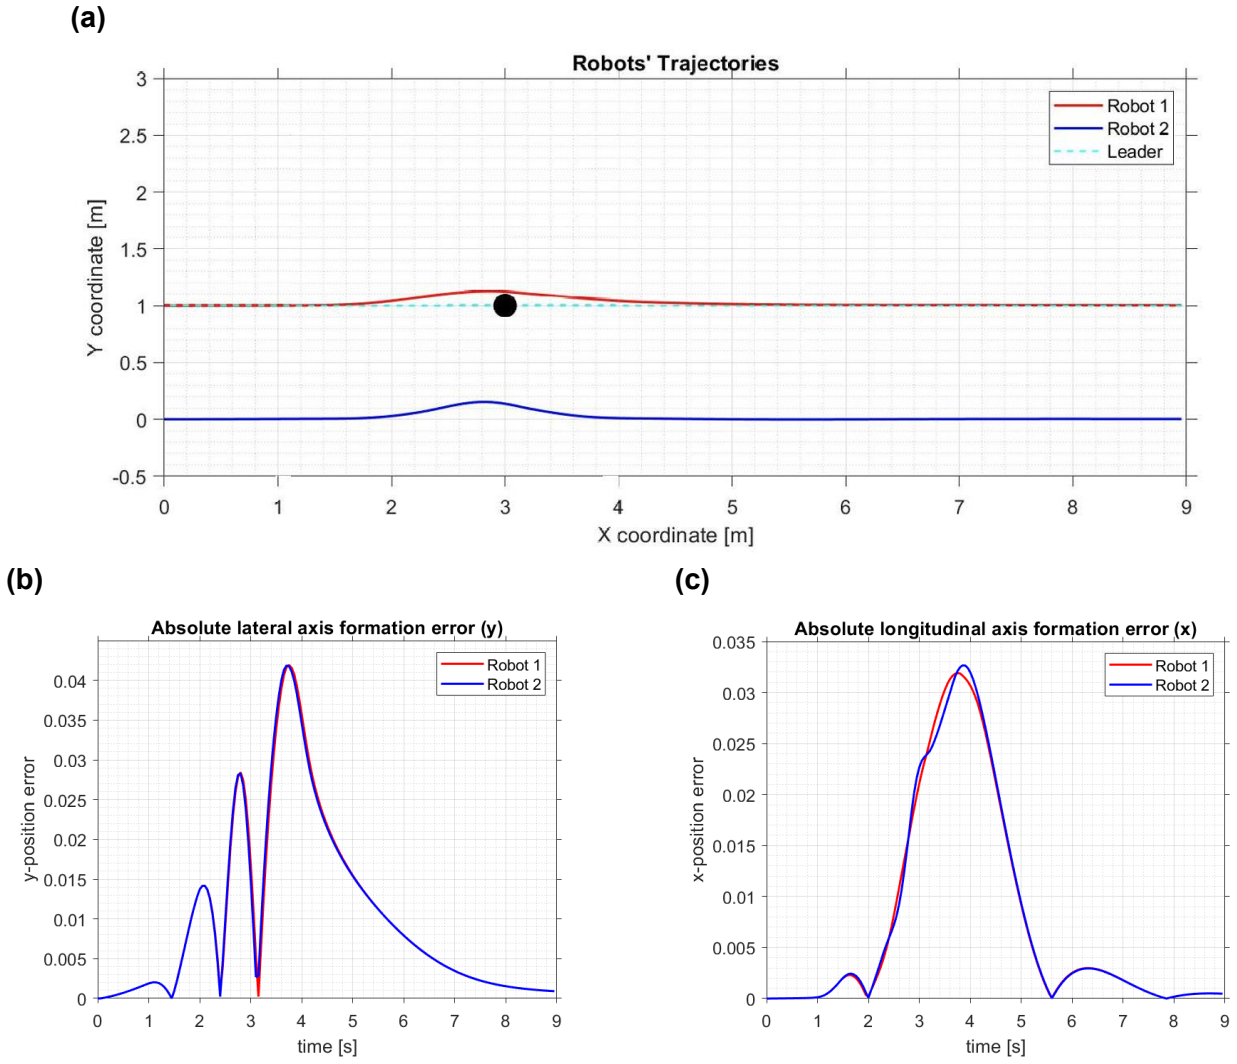 (a)
Robots' Trajectories
3
2.5
2
1.5
1
0.5
0
-0.5
Y coordinate [m]
Robot 1
Robot 2
Leader
0 1 2 3 4 5 6 7 8 9
X coordinate [m]
(b)
Absolute lateral axis formation error (y)
0.04
0.035
0.03
0.025
0.02
0.015
0.01
0.005
0
y-position error
Robot 1
Robot 2
0 1 2 3 4 5 6 7 8 9
time [s]
(c)
Absolute longitudinal axis formation error (x)
0.035
0.03
0.025
0.02
0.015
0.01
0.005
0
x-position error
Robot 1
Robot 2
0 1 2 3 4 5 6 7 8 9
time [s]